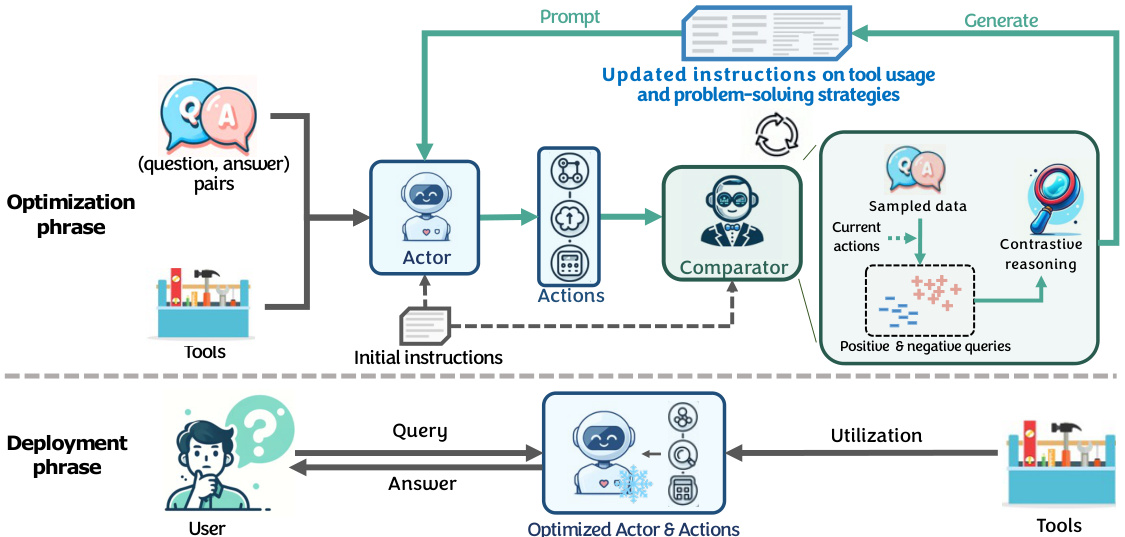 Prompt
Generate
Updated instructions on tool usage
and problem-solving strategies
Q A
(question, answer)
pairs
Optimization
phrase
Tools
Actor
Actions
Initial instructions
Comparator
Q A
Sampled data
Current
actions
Contrastive
reasoning
Positive & negative queries
Deployment
phrase
User
Query
Answer
Optimized Actor & Actions
Utilization
Tools